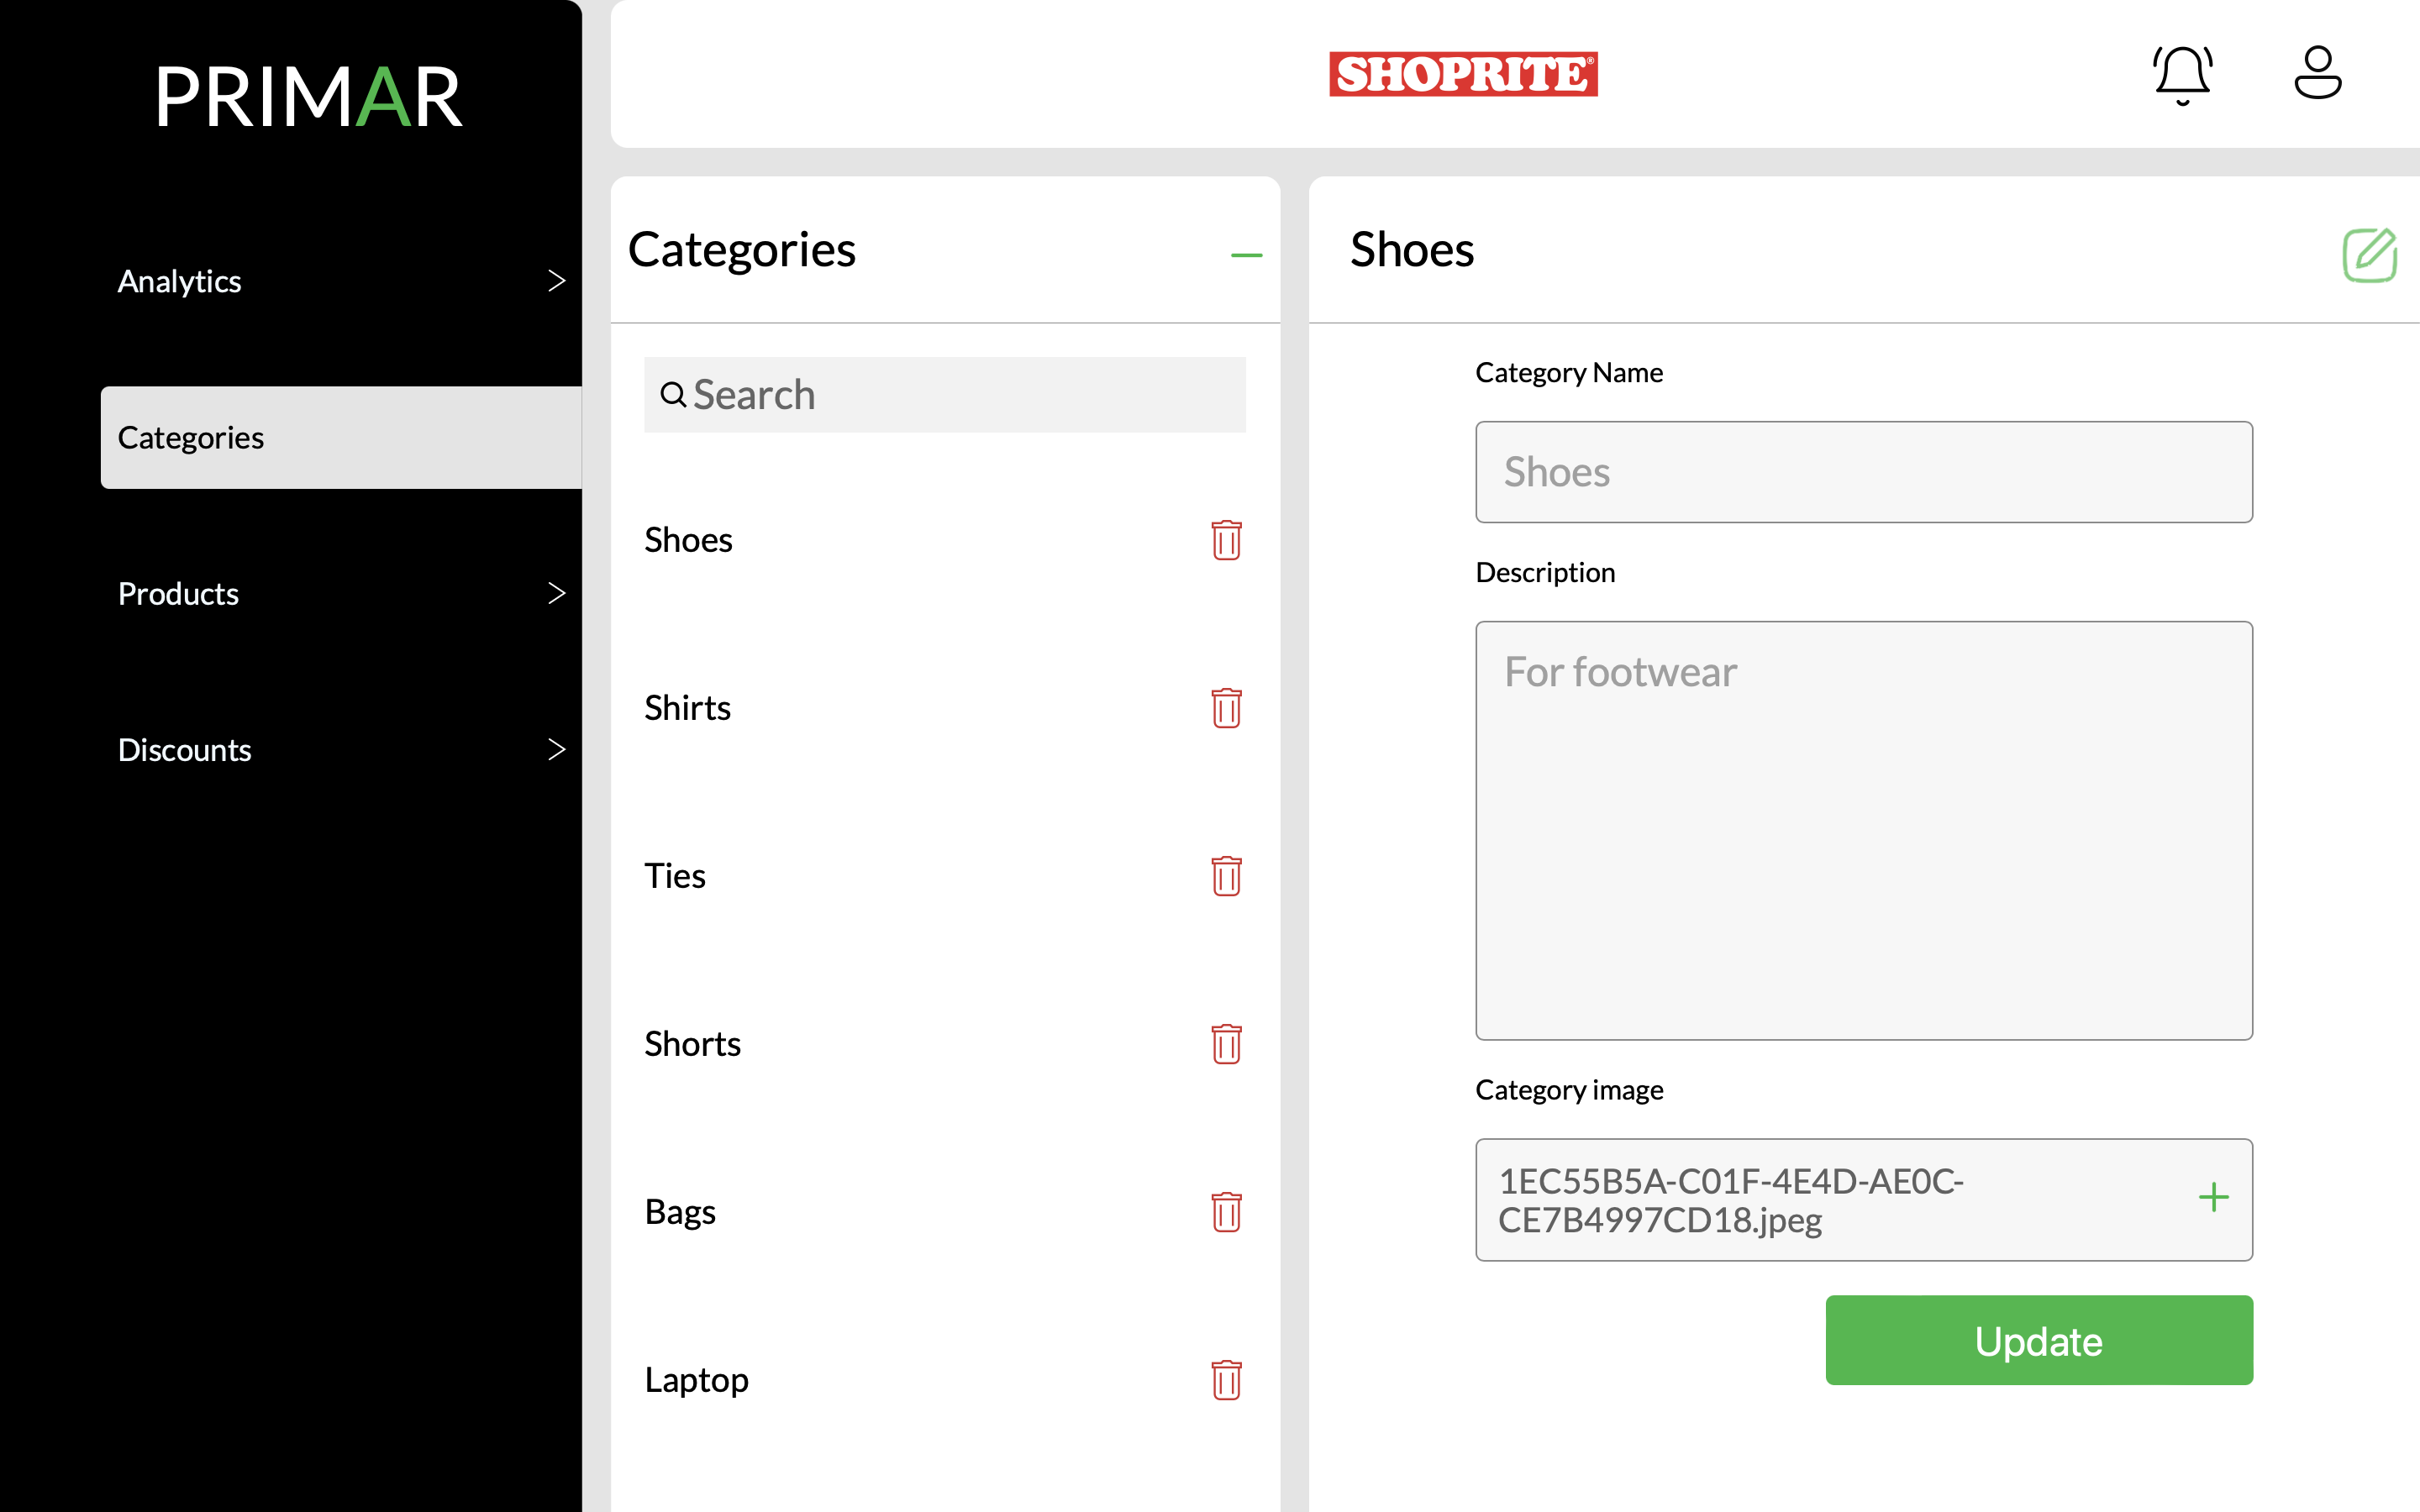 PRIMAR
Analytics
Categories
Products
Discounts
SHOPRITE®
Categories
Search
Shoes
Shirts
Ties
Shorts
Bags
Laptop
Shoes
Category Name
Shoes
Description
For footwear
Category image
1EC55B5A-C01F-4E4D-AE0C-
CE7B4997CD18.jpeg
Update